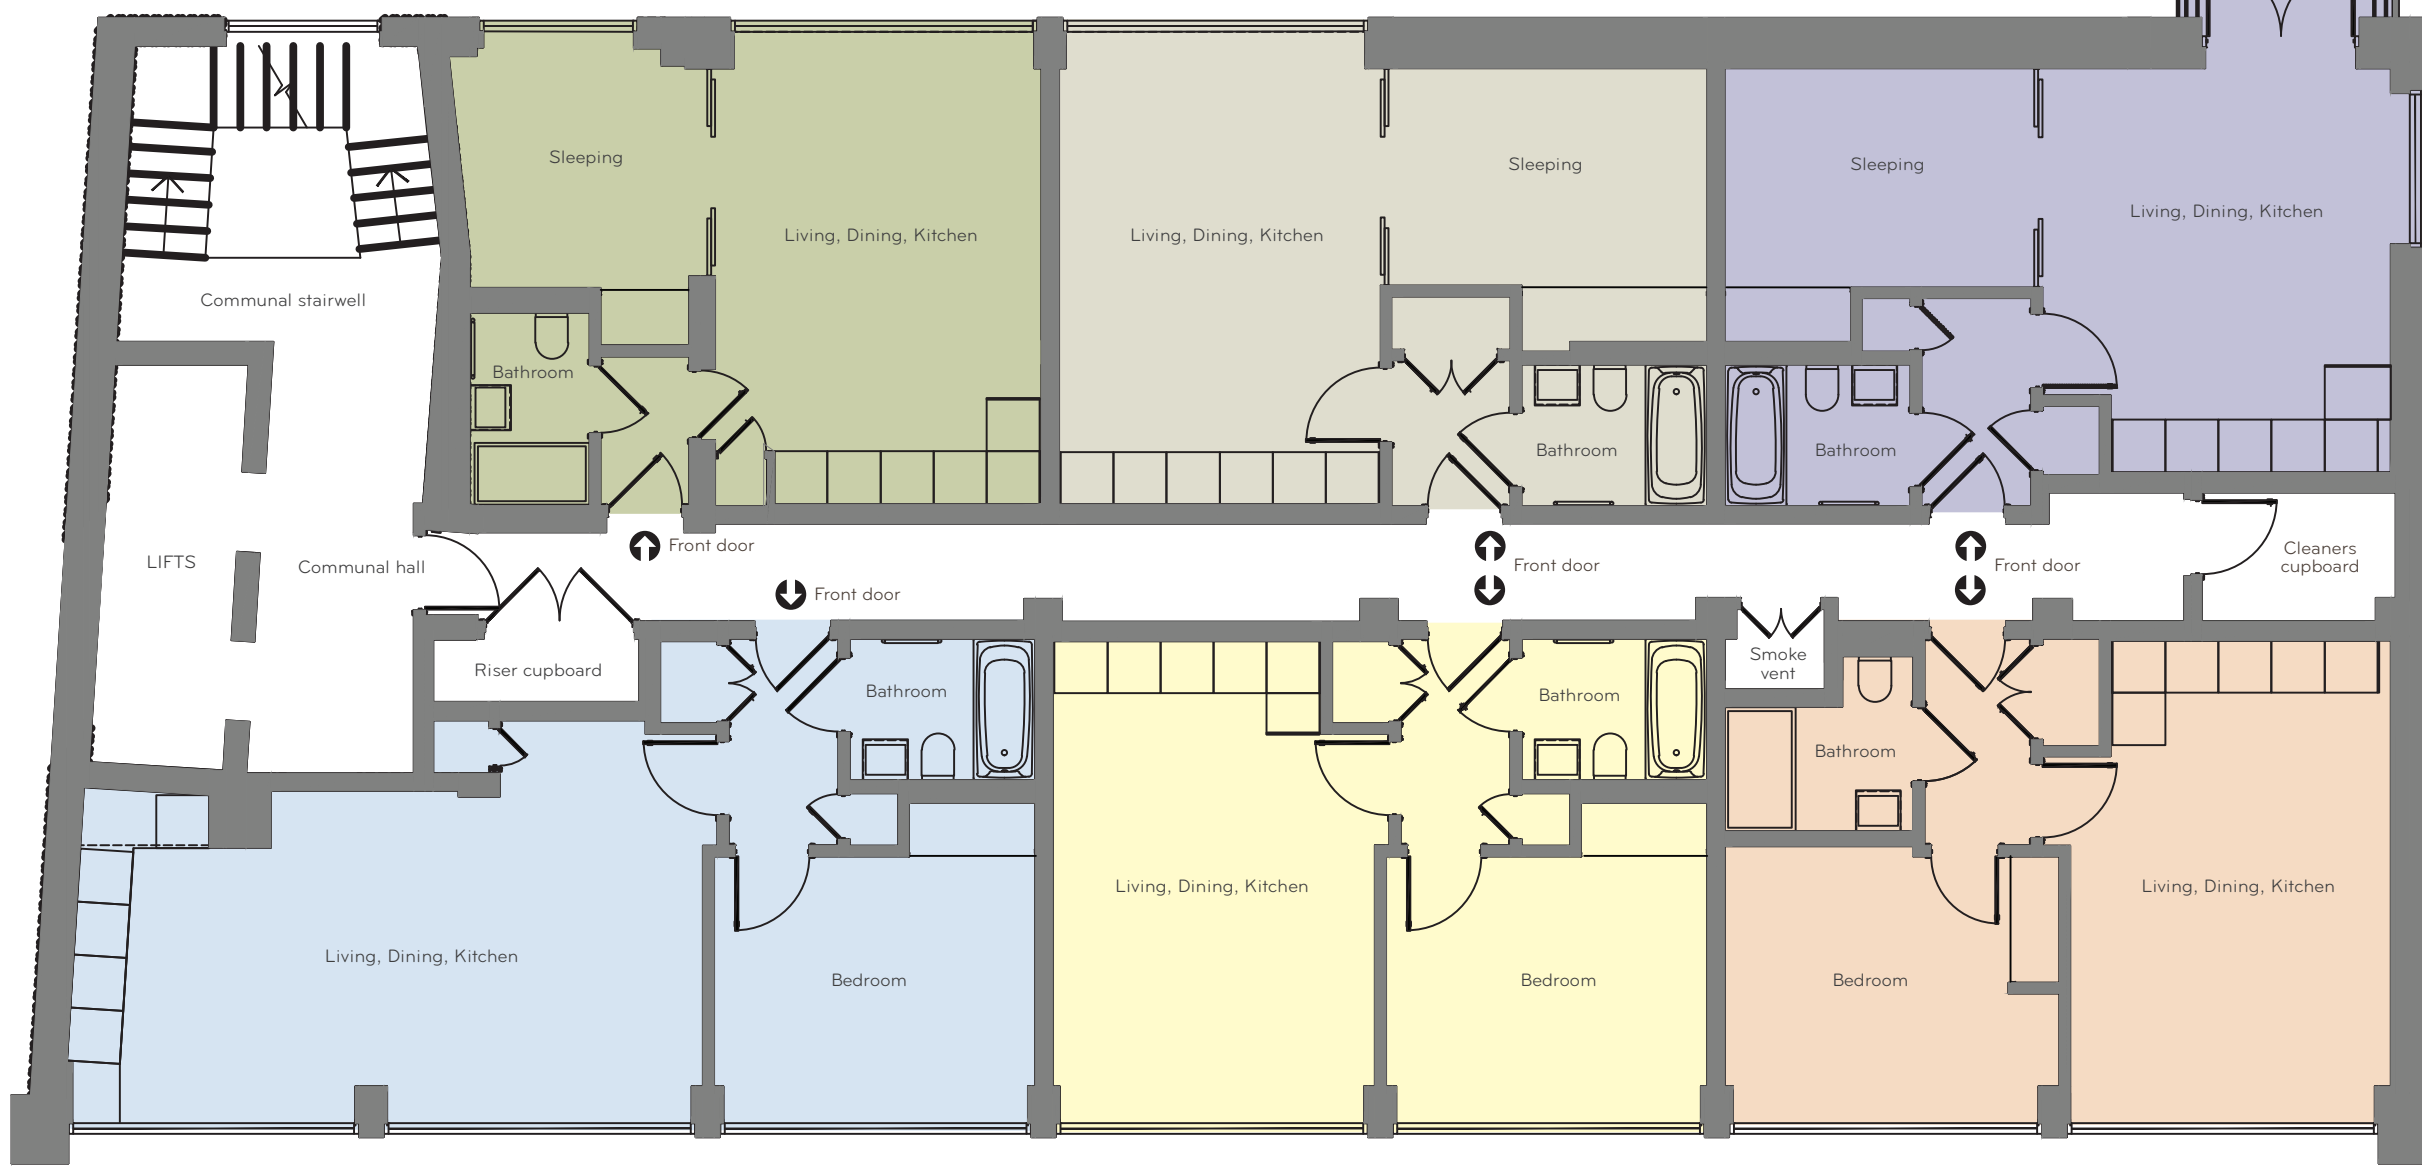 Sleeping
Living, Dining, Kitchen
Living, Dining, Kitchen
Sleeping
Sleeping
Living, Dining, Kitchen
Communal stairwell
Bathroom
Bathroom
Bathroom
LIFTS
Communal hall
Front door
Front door
Front door
Front door
Cleaners
cupboard
Riser cupboard
Bathroom
Bathroom
Smoke
vent
Bathroom
Living, Dining, Kitchen
Bedroom
Living, Dining, Kitchen
Bedroom
Bedroom
Living, Dining, Kitchen